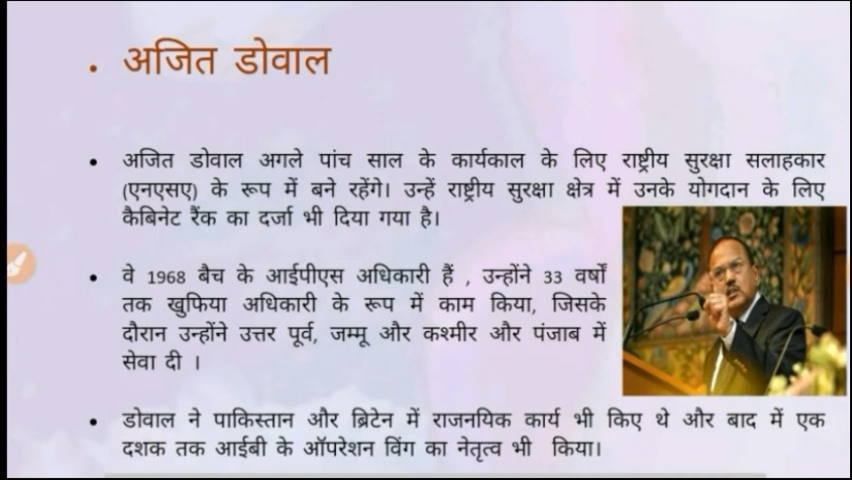 • अजित डोवाल
• अजित डोवाल अगले पांच साल के कार्यकाल के लिए राष्ट्रीय सुरक्षा सलाहकार
(एनएसए) के रूप में बने रहेंगे। उन्हें राष्ट्रीय सुरक्षा क्षेत्र में उनके योगदान के लिए
कैबिनेट रैंक का दर्जा भी दिया गया है।
• वे 1968 बैच के आईपीएस अधिकारी हैं , उन्होंने 33 वर्षों
तक खुफिया अधिकारी के रूप में काम किया, जिसके
दौरान उन्होंने उत्तर पूर्व, जम्मू और कश्मीर और पंजाब में
सेवा दी ।
• डोवाल ने पाकिस्तान और ब्रिटेन में राजनयिक कार्य भी किए थे और बाद में एक
दशक तक आईबी के ऑपरेशन विंग का नेतृत्व भी किया।